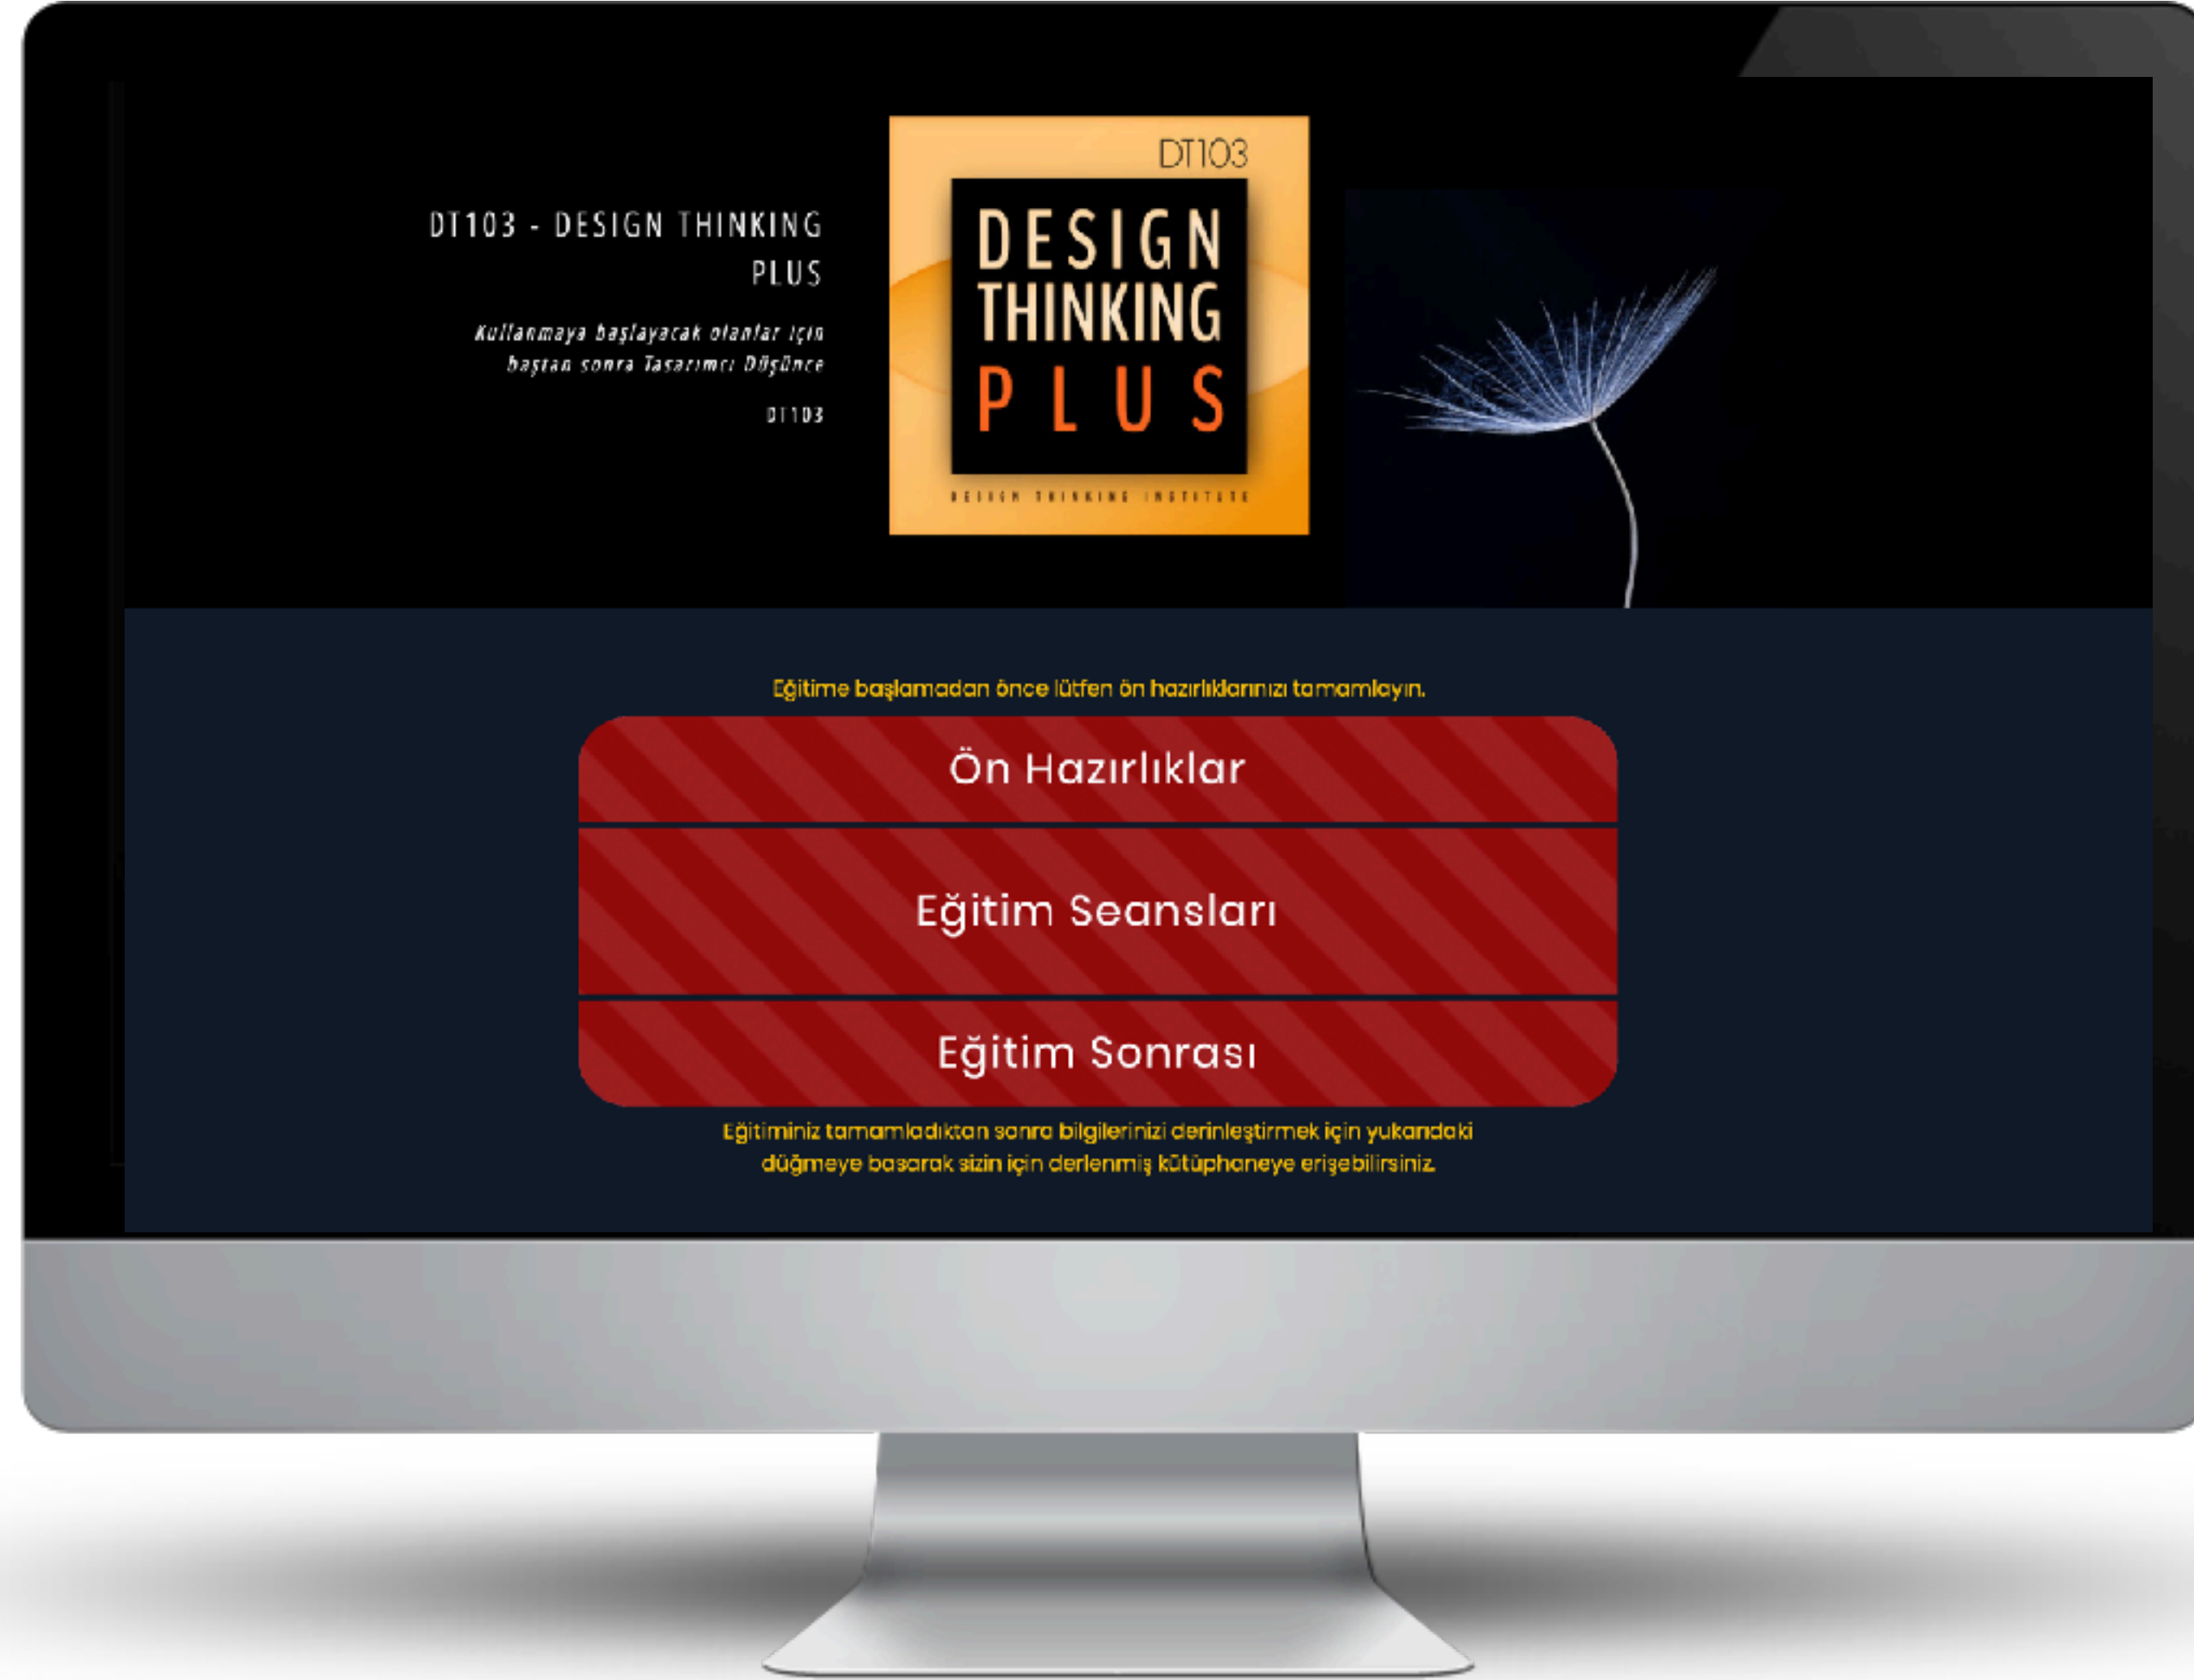 DT103 - DESIGN THINKING
PLUS
Kullanmaya başlayacak olanlar için
baştan sonra Tasarımcı Düşünce
DT103
DT103
DESIGN
THINKING
PLUS
DESIGN THINKING INSTITUTE
Eğitime başlamadan önce lütfen ön hazırlıklarınızı tamamlayın.
Ön Hazırlıklar
Eğitim Seansları
Eğitim Sonrası
Eğitiminiz tamamladıktan sonra bilgilerinizi derinleştirmek için yukarıdaki
düğmeye basarak sizin için derlenmiş kütüphaneye erişebilirsiniz.